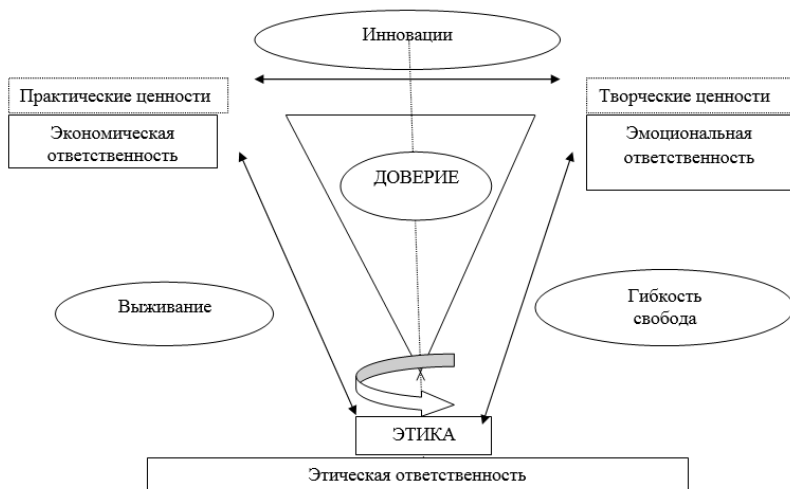 Инновации
Практические ценности
Творческие ценности
Экономическая
ответственность
Эмоциональная
ответственность
ДОВЕРИЕ
Выживание
Гибкость
свобода
ЭТИКА
Этическая ответственность